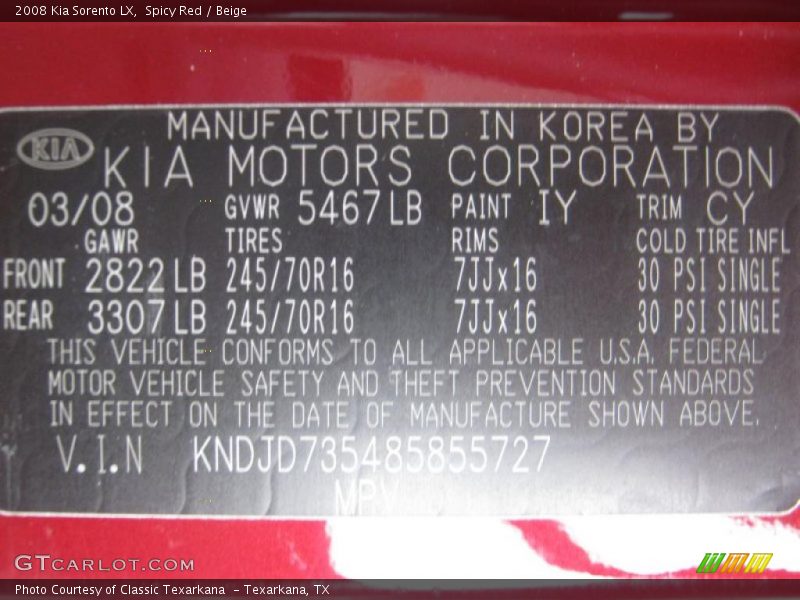 2008 Kia Sorento LX, Spicy Red / Beige
KIA
MANUFACTURED IN KOREA BY
KIA MOTORS CORPORATION
03/08 GVWR 5467LB PAINT IY TRIM CY
GAWR TIRES RIMS COLD TIRE INFL
FRONT 2822LB 245/70R16 7JJx16 30 PSI SINGLE
REAR 3307LB 245/70R16 7JJx16 30 PSI SINGLE
THIS VEHICLE CONFORMS TO ALL APPLICABLE U.S.A. FEDERAL
MOTOR VEHICLE SAFETY AND THEFT PREVENTION STANDARDS
IN EFFECT ON THE DATE OF MANUFACTURE SHOWN ABOVE.
V.I.N KNDJD735485855727
MPV
GTCARLOT.COM
Photo Courtesy of Classic Texarkana - Texarkana, TX